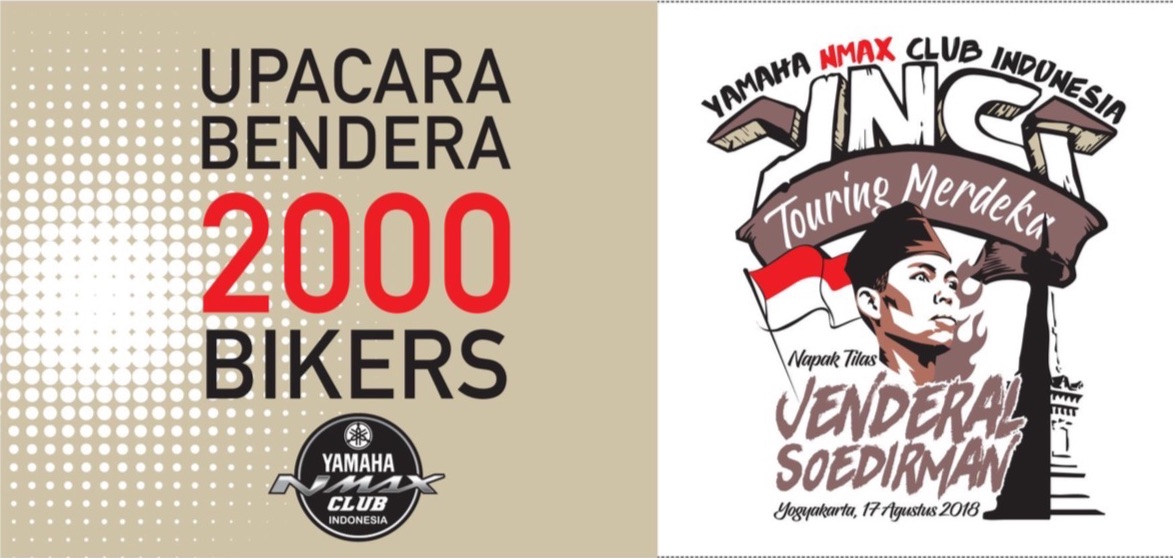 UPACARA
BENDERA
2000
BIKERS
YAMAHA
NMAX
CLUB
INDONESIA
YAMAHA NMAX CLUB INDONESIA
YNCI
Touring Merdeka
Napak Tilas
JENDERAL
SOEDIRMAN
Yogyakarta, 17 Agustus 2018